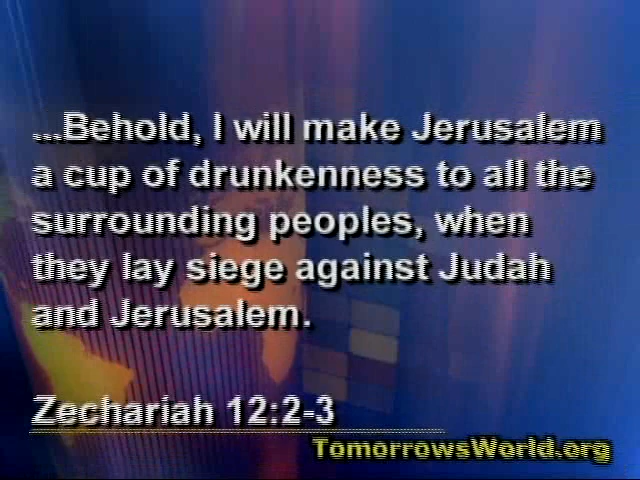 ...Behold, I will make Jerusalem
a cup of drunkenness to all the
surrounding peoples, when
they lay siege against Judah
and Jerusalem.
Zechariah 12:2-3
TomorrowsWorld.org